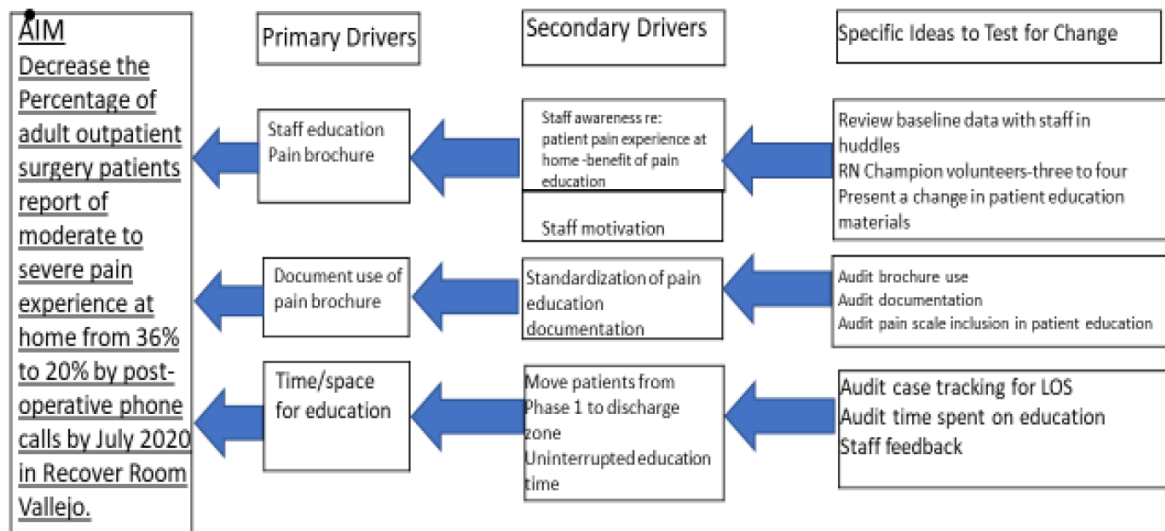 AIM
Decrease the
Percentage of
adult outpatient
surgery patients
report of
moderate to
severe pain
experience at
home from 36%
to 20% by post-
operative phone
calls by July 2020
in Recover Room
Vallejo.
Primary Drivers
Secondary Drivers
Specific Ideas to Test for Change
Staff education
Pain brochure
Staff awareness re:
patient pain experience at
home -benefit of pain
education
Staff motivation
Review baseline data with staff in
huddles
RN Champion volunteers-three to four
Present a change in patient education
materials
Document use of
pain brochure
Standardization of pain
education
documentation
Audit brochure use
Audit documentation
Audit pain scale inclusion in patient education
Time/space
for education
Move patients from
Phase 1 to discharge
zone
Uninterrupted education
time
Audit case tracking for LOS
Audit time spent on education
Staff feedback